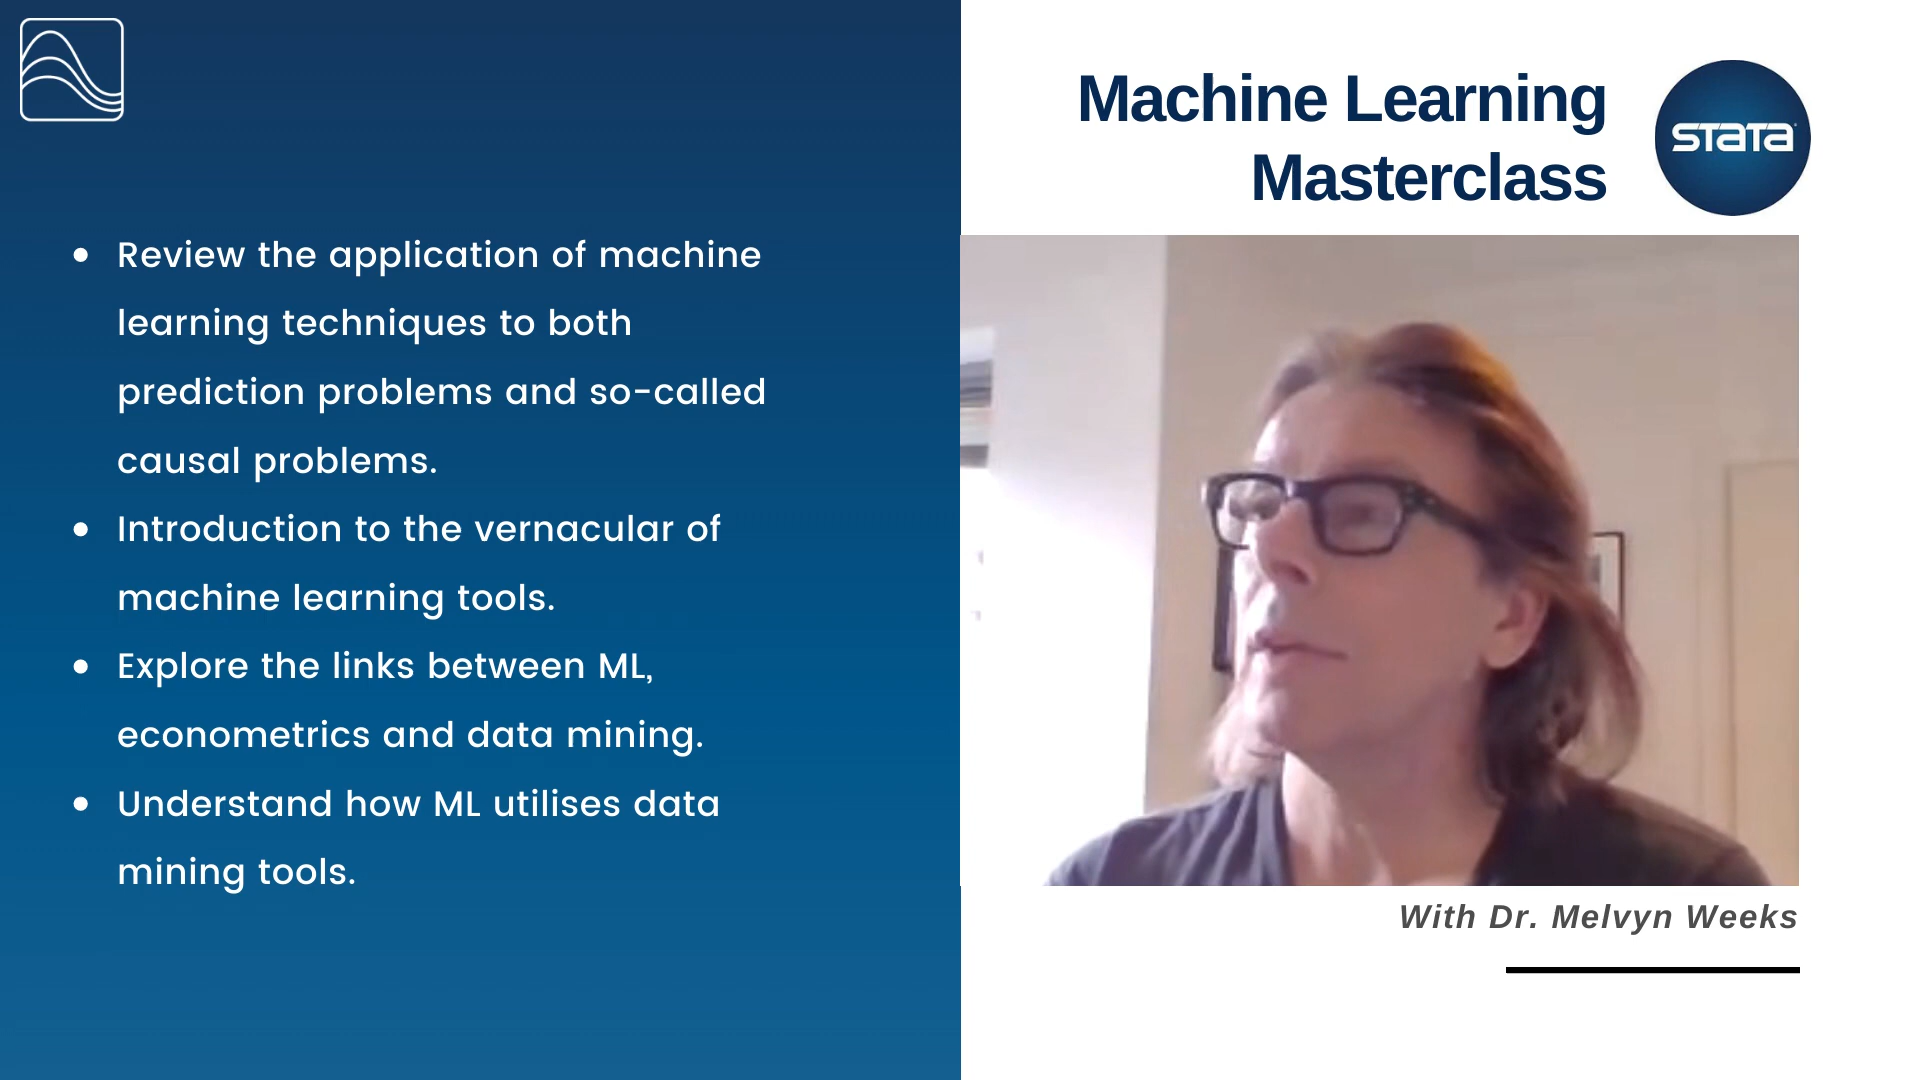 Review the application of machine
learning techniques to both
prediction problems and so-called
causal problems.
Introduction to the vernacular of
machine learning tools.
Explore the links between ML,
econometrics and data mining.
Understand how ML utilises data
mining tools.
Machine Learning
Masterclass
stata
With Dr. Melvyn Weeks